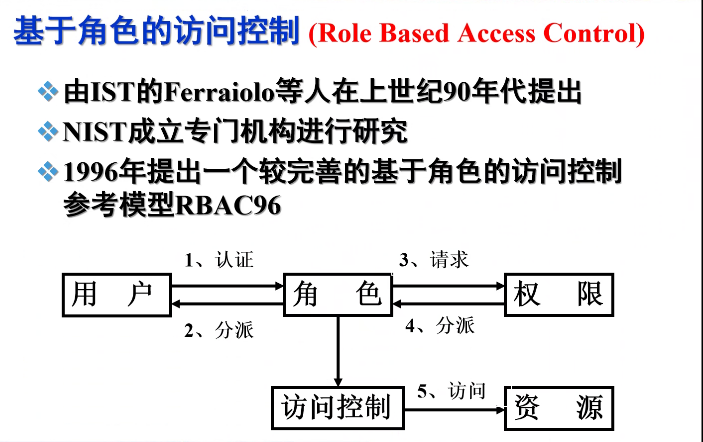 基于角色的访问控制 (Role Based Access Control)
由IST的Ferraiolo等人在上世纪90年代提出
NIST成立专门机构进行研究
1996年提出一个较完善的基于角色的访问控制
参考模型RBAC96
1、认证
3、请求
用 户
角 色
权 限
2、分派
4、分派
访问控制
5、访问
资 源